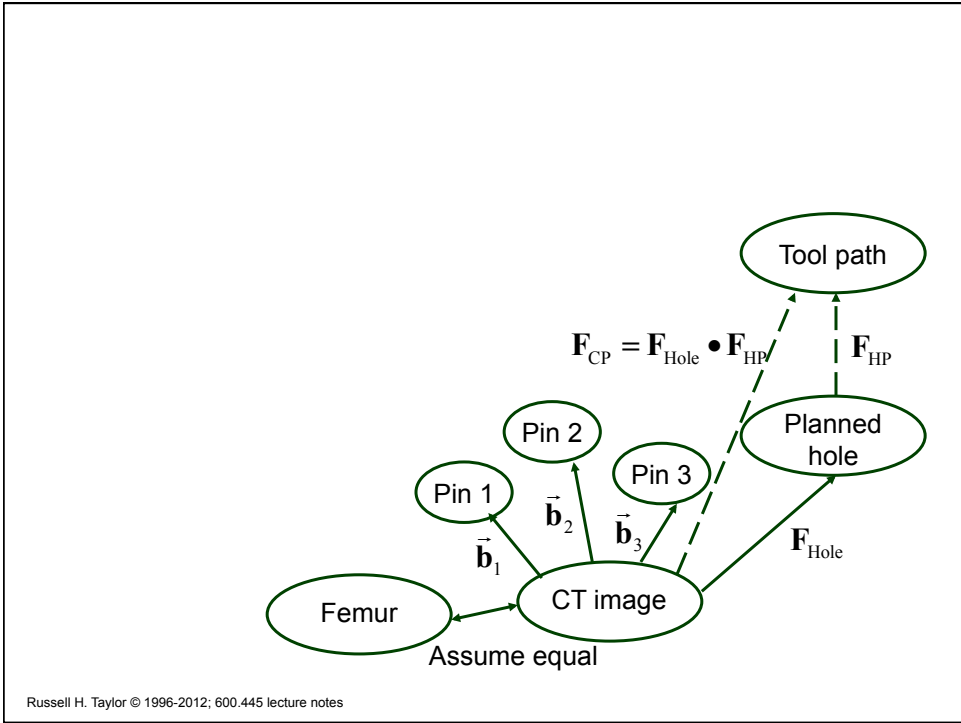 Tool path
F_CP = F_Hole • F_HP
F_HP
Planned
hole
Pin 2
Pin 3
Pin 1
b⃗_2
b⃗_3
b⃗_1
F_Hole
CT image
Femur
Assume equal
Russell H. Taylor © 1996-2012; 600.445 lecture notes